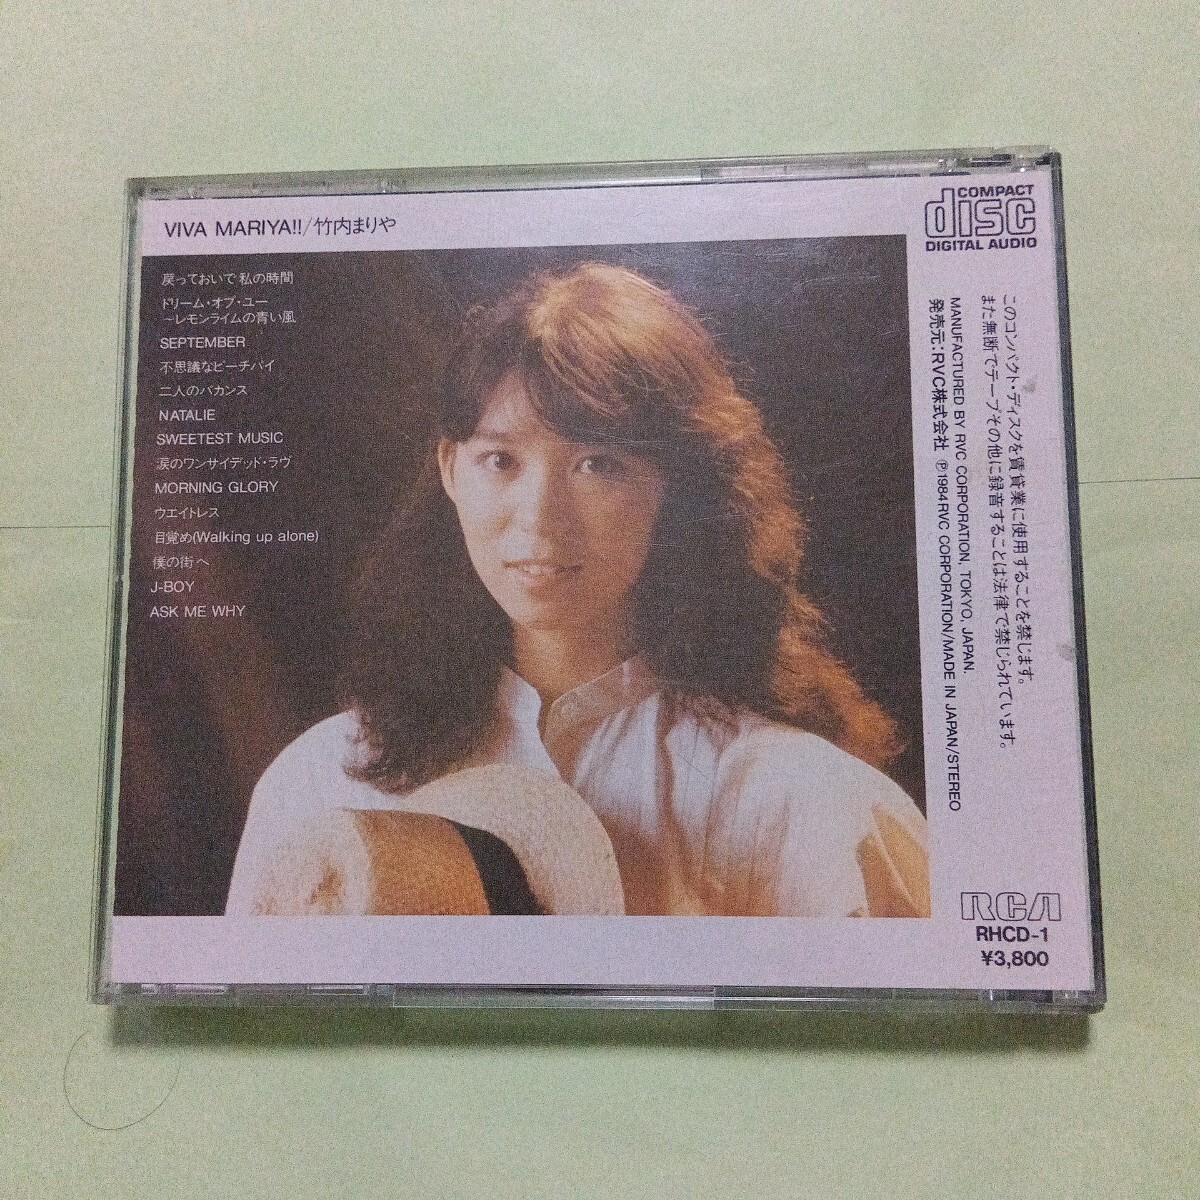 VIVA MARIYA!!/竹内まりや
戻っておいで 私の時間
ドリーム・オブ・ユー
〜レモンライムの青い風
SEPTEMBER
不思議なピーチパイ
二人のバカンス
NATALIE
SWEETEST MUSIC
涙のワンサイデッド・ラヴ
MORNING GLORY
ウエイトレス
目覚め(Walking up alone)
僕の街へ
J-BOY
ASK ME WHY
COMPACT
disc
DIGITAL AUDIO
このコンパクト・ディスクを賃貸業に使用することを禁じます。
また無断でテープその他に録音することは法律で禁じられています。
MANUFACTURED BY RVC CORPORATION, TOKYO, JAPAN.
発売元:RVC株式会社 ℗1984 RVC CORPORATION/MADE IN JAPAN/STEREO
RCA
RHCD-1
¥3,800